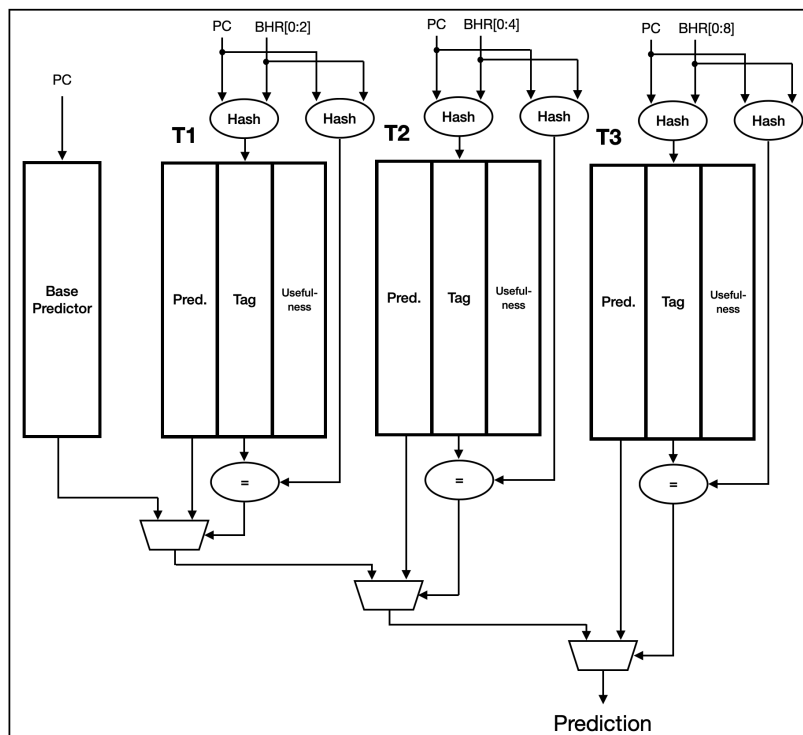 PC
BHR[0:2]
PC
BHR[0:4]
PC
BHR[0:8]
PC
Hash
Hash
Hash
Hash
Hash
Hash
T1
T2
T3
Base
Predictor
Pred.
Tag
Useful-
ness
Pred.
Tag
Useful-
ness
Pred.
Tag
Useful-
ness
=
=
=
Prediction